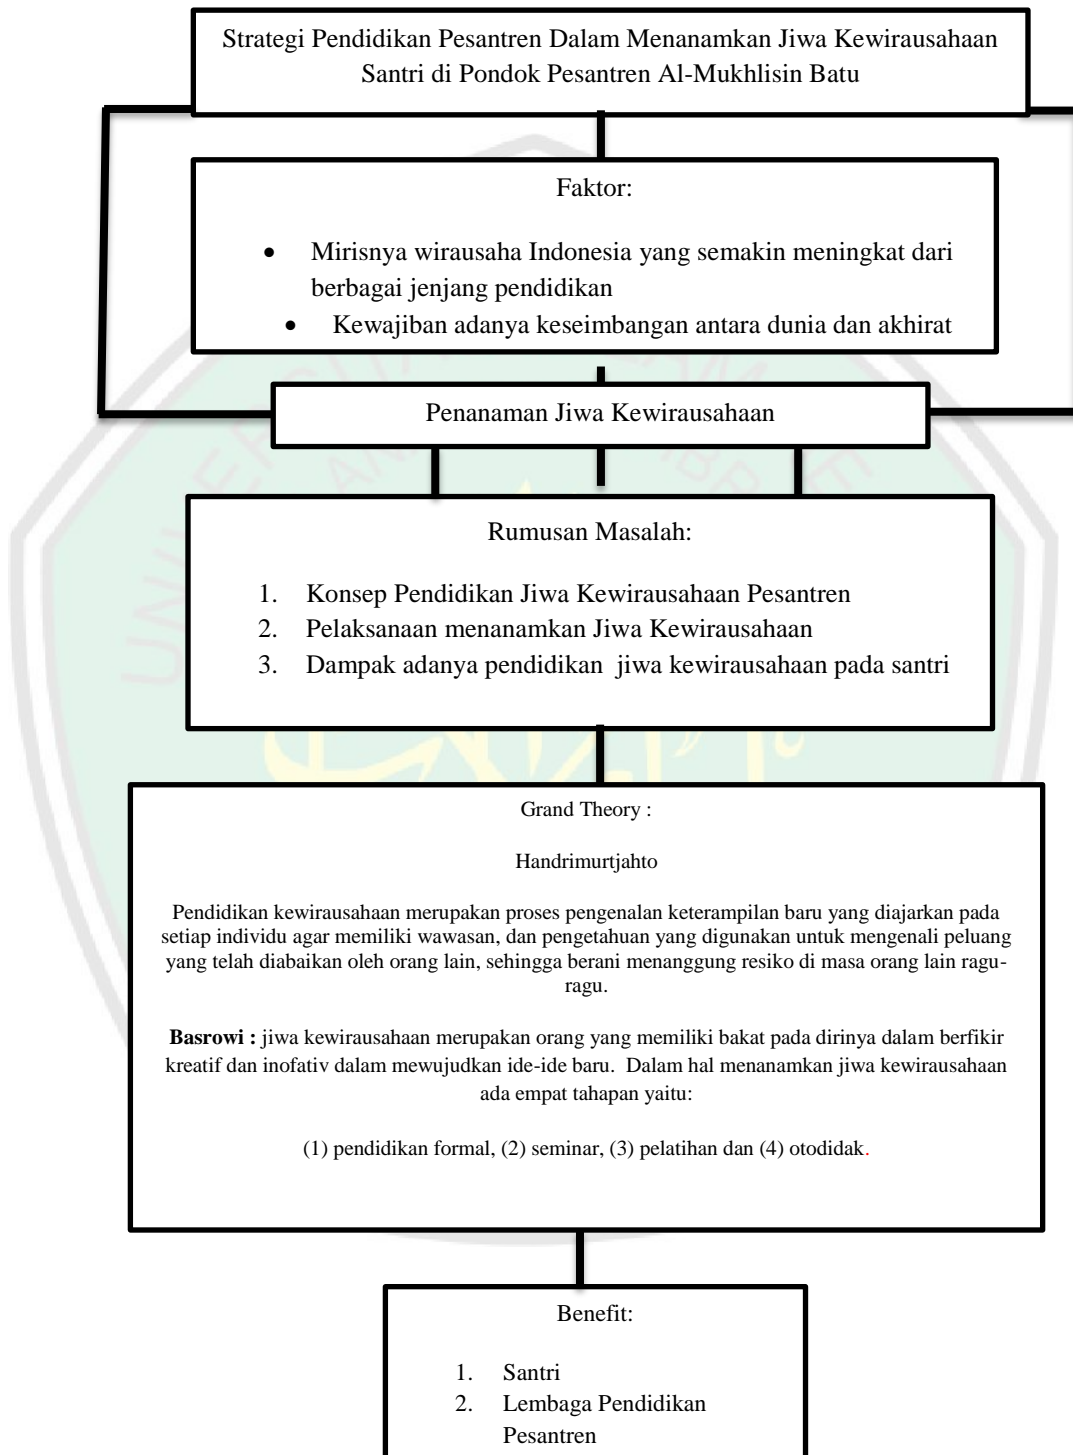 Strategi Pendidikan Pesantren Dalam Menanamkan Jiwa Kewirausahaan
Santri di Pondok Pesantren Al-Mukhlisin Batu
Faktor:
• Mirisnya wirausaha Indonesia yang semakin meningkat dari
berbagai jenjang pendidikan
• Kewajiban adanya keseimbangan antara dunia dan akhirat
Penanaman Jiwa Kewirausahaan
Rumusan Masalah:
1. Konsep Pendidikan Jiwa Kewirausahaan Pesantren
2. Pelaksanaan menanamkan Jiwa Kewirausahaan
3. Dampak adanya pendidikan jiwa kewirausahaan pada santri
Grand Theory :
Handrimurtjahto
Pendidikan kewirausahaan merupakan proses pengenalan keterampilan baru yang diajarkan pada
setiap individu agar memiliki wawasan, dan pengetahuan yang digunakan untuk mengenali peluang
yang telah diabaikan oleh orang lain, sehingga berani menanggung resiko di masa orang lain ragu-
ragu.
Basrowi : jiwa kewirausahaan merupakan orang yang memiliki bakat pada dirinya dalam berfikir
kreatif dan inofativ dalam mewujudkan ide-ide baru. Dalam hal menanamkan jiwa kewirausahaan
ada empat tahapan yaitu:
(1) pendidikan formal, (2) seminar, (3) pelatihan dan (4) otodidak.
Benefit:
1. Santri
2. Lembaga Pendidikan
Pesantren